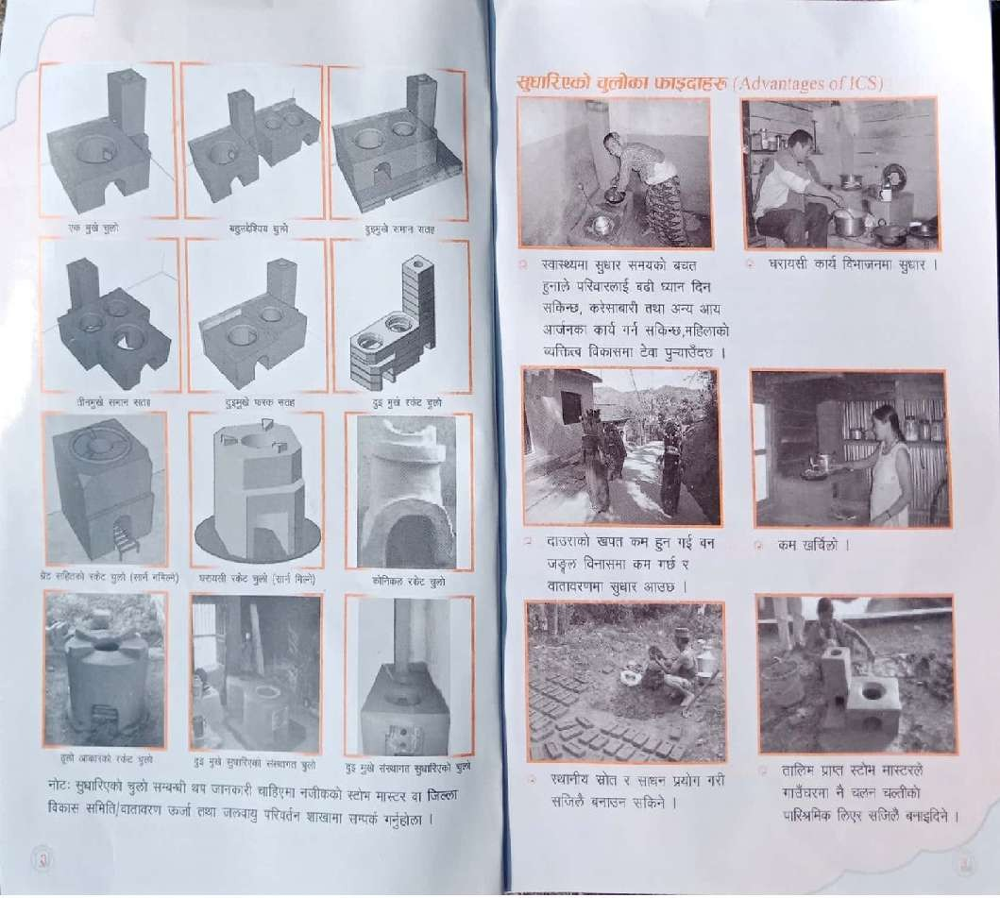 एक मुखे चुलो
बहुउद्देश्यिय चुलो
दुइमुखे समान सतह
तीनमुखे समान सतह
दुइमुखे फरक सतह
दुइ मुखे रकेट चुलो
ग्रेट सहितको रकेट चुलो (सार्न नमिल्ने)
घरायसी रकेट चुलो (सार्न मिल्ने)
कोनिकल रकेट चुलो
ठूलो आकारको रकेट चुलो
दुइ मुखे सुधारिएको संस्थागत चुलो
दुइ मुखे संस्थागत सुधारिएको चुलो
नोटः सुधारिएको चुलो सम्बन्धी थप जानकारी चाहिएमा नजीकको स्टोभ मास्टर वा जिल्ला
विकास समिति/वातावरण ऊर्जा तथा जलवायु परिवर्तन शाखामा सम्पर्क गर्नुहोला ।
सुधारिएको चुलोका फाइदाहरु (Advantages of ICS)
स्वास्थ्यमा सुधार समयको बचत
हुनाले परिवारलाई बढी ध्यान दिन
सकिन्छ, करेसाबारी तथा अन्य आय
आर्जनका कार्य गर्न सकिन्छ,महिलाको
व्यक्तित्व विकासमा टेवा पुऱ्याउँदछ ।
घरायसी कार्य विभाजनमा सुधार ।
दाउराको खपत कम हुन गई वन
जङ्गल विनासमा कम गर्छ र
वातावरणमा सुधार आउछ ।
कम खर्चिलो ।
स्थानीय स्रोत र साधन प्रयोग गरी
सजिलै बनाउन सकिने ।
तालिम प्राप्त स्टोभ मास्टरले
गाउँघरमा नै चलन चल्तीको
पारिश्रमिक लिएर सजिलै बनाइदिने ।